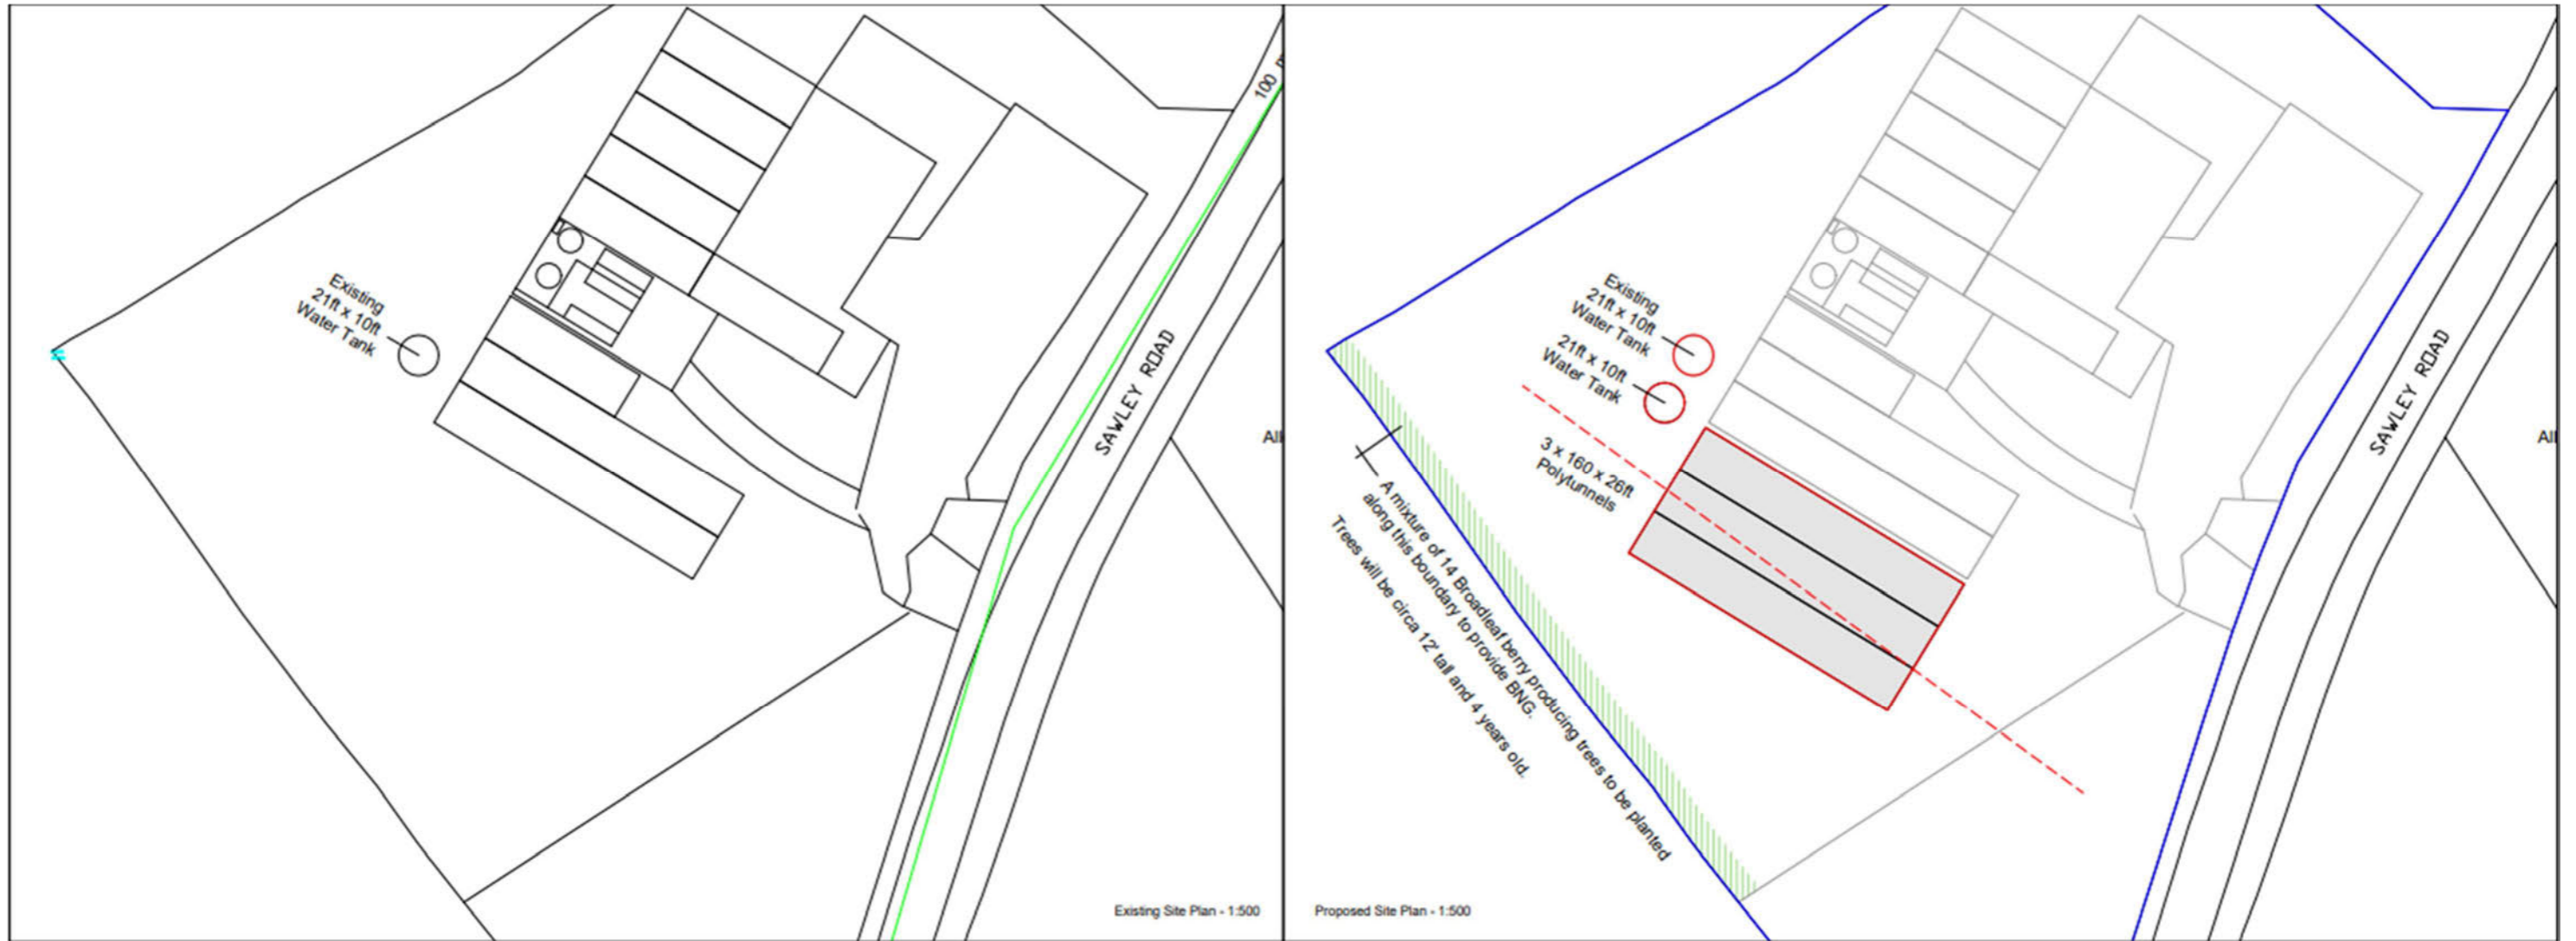 Existing
21ft x 10ft
Water Tank
100
SAWLEY ROAD
All
Existing Site Plan - 1:500
Existing
21ft x 10ft
Water Tank
21ft x 10ft
Water Tank
3 x 160 x 26ft
Polytunnels
A mixture of 14 Broadleaf berry producing trees to be planted
along this boundary to provide BNG.
Trees will be circa 12' tall and 4 years old.
SAWLEY ROAD
All
Proposed Site Plan - 1:500